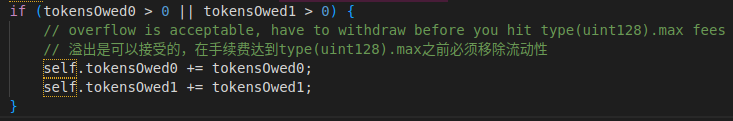 if (tokensOwed0 > 0 || tokensOwed1 > 0) {
// overflow is acceptable, have to withdraw before you hit type(uint128).max fees
// 溢出是可以接受的，在手续费达到type(uint128).max之前必须移除流动性
self.tokensOwed0 += tokensOwed0;
self.tokensOwed1 += tokensOwed1;
}